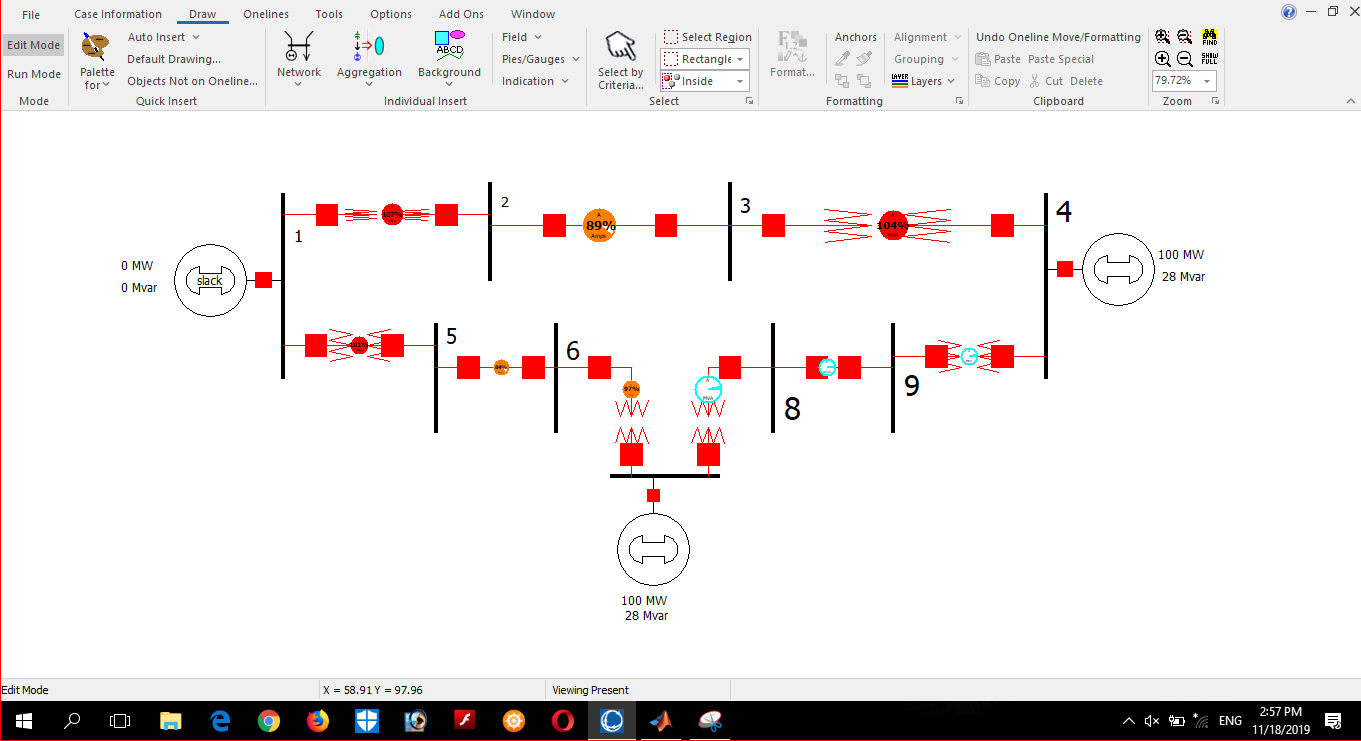 File Case Information Draw Onelines Tools Options Add Ons Window
Edit Mode
Run Mode
Mode
Palette for
Auto Insert
Default Drawing...
Objects Not on Oneline...
Quick Insert
Network
Aggregation
ABCD
Background
Field
Pies/Gauges
Indication
Individual Insert
Select by Criteria...
Select Region
Rectangle
Inside
Select
Format...
Anchors
Alignment
Grouping
LAYER
Layers
Formatting
Undo Oneline Move/Formatting
Paste Paste Special
Copy Cut Delete
Clipboard
FIND
SHOW FULL
79.72%
Zoom
1
2
3
4
107%
A
89%
Amps
104%
0 MW
0 Mvar
slack
100 MW
28 Mvar
5
6
8
9
97%
A
MVA
100 MW
28 Mvar
Edit Mode X = 58.91 Y = 97.96 Viewing Present
ENG
2:57 PM
11/18/2019